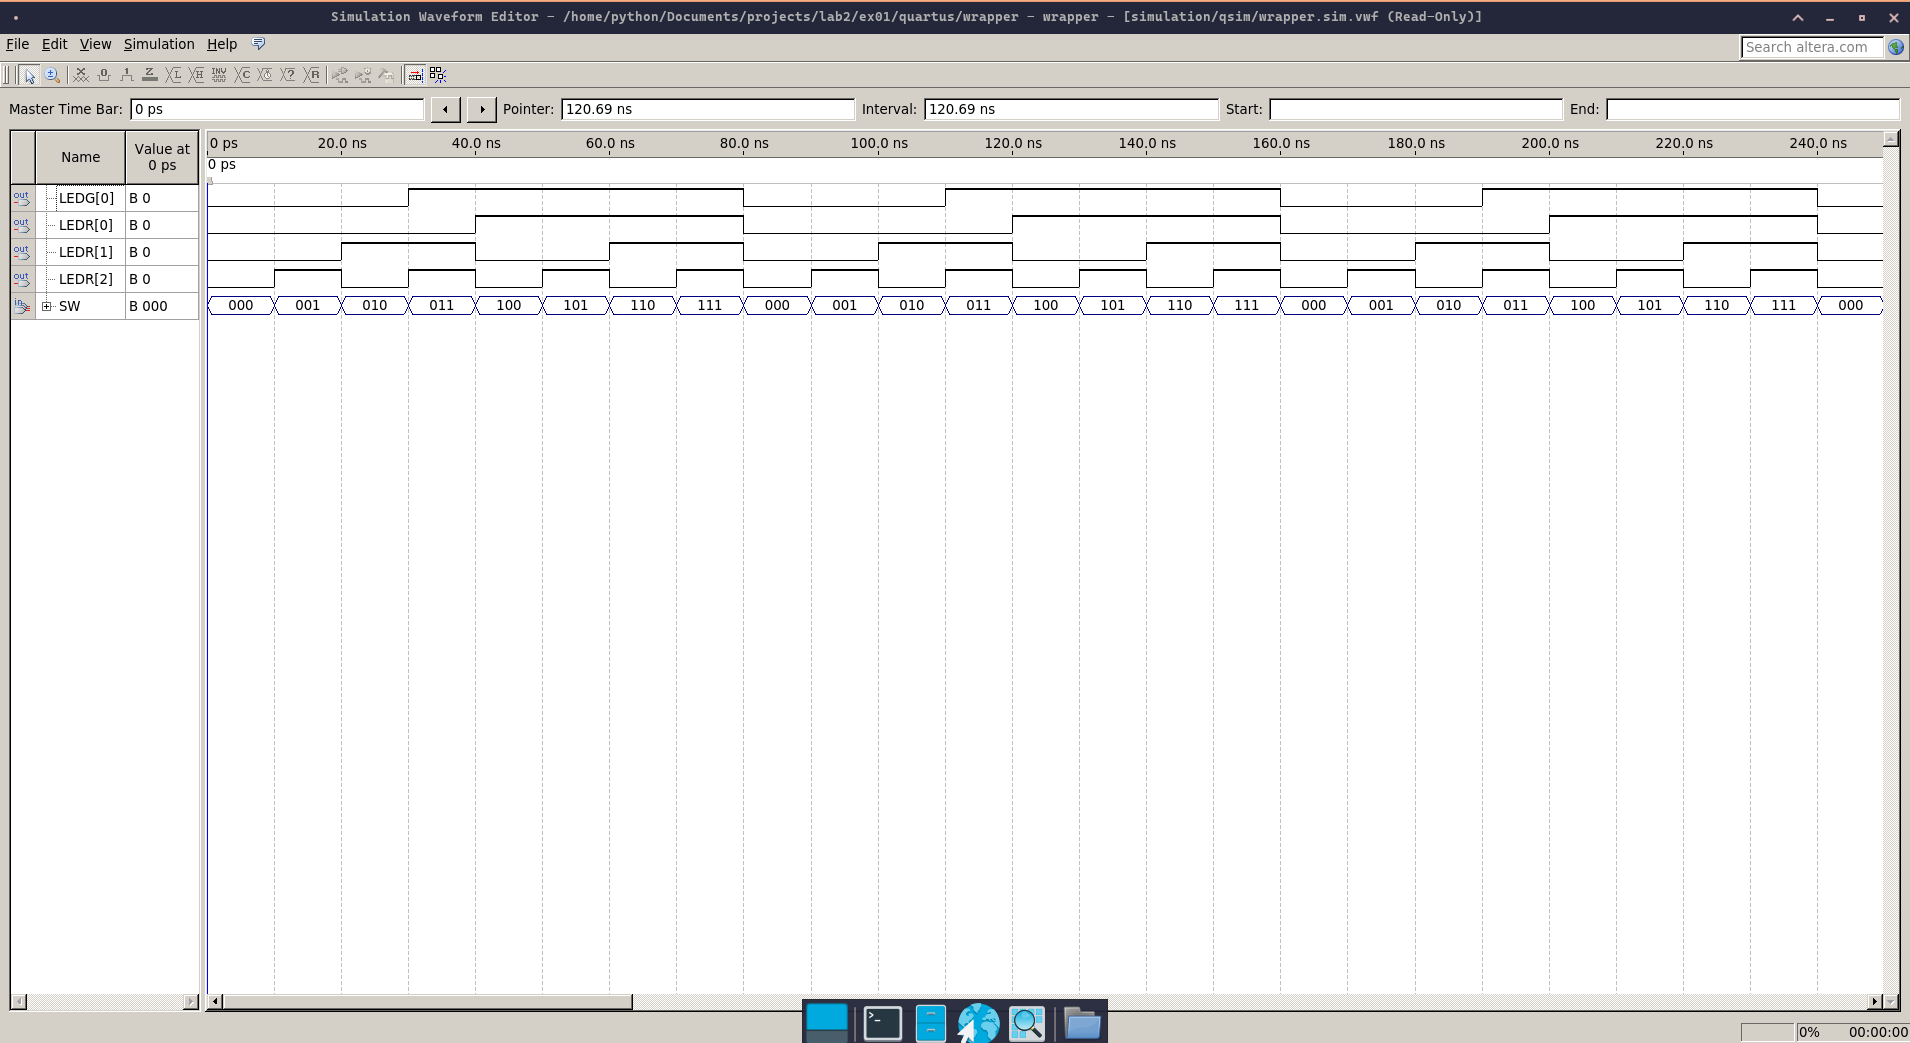 Simulation Waveform Editor - /home/python/Documents/projects/lab2/ex01/quartus/wrapper - wrapper - [simulation/qsim/wrapper.sim.vwf (Read-Only)]
File Edit View Simulation Help
Search altera.com
Master Time Bar: 0 ps Pointer: 120.69 ns Interval: 120.69 ns Start: End:
Name Value at 0 ps
0 ps 20.0 ns 40.0 ns 60.0 ns 80.0 ns 100.0 ns 120.0 ns 140.0 ns 160.0 ns 180.0 ns 200.0 ns 220.0 ns 240.0 ns
0 ps
out LEDG[0] B 0
out LEDR[0] B 0
out LEDR[1] B 0
out LEDR[2] B 0
in SW B 000 000 001 010 011 100 101 110 111 000 001 010 011 100 101 110 111 000 001 010 011 100 101 110 111 000
0% 00:00:00